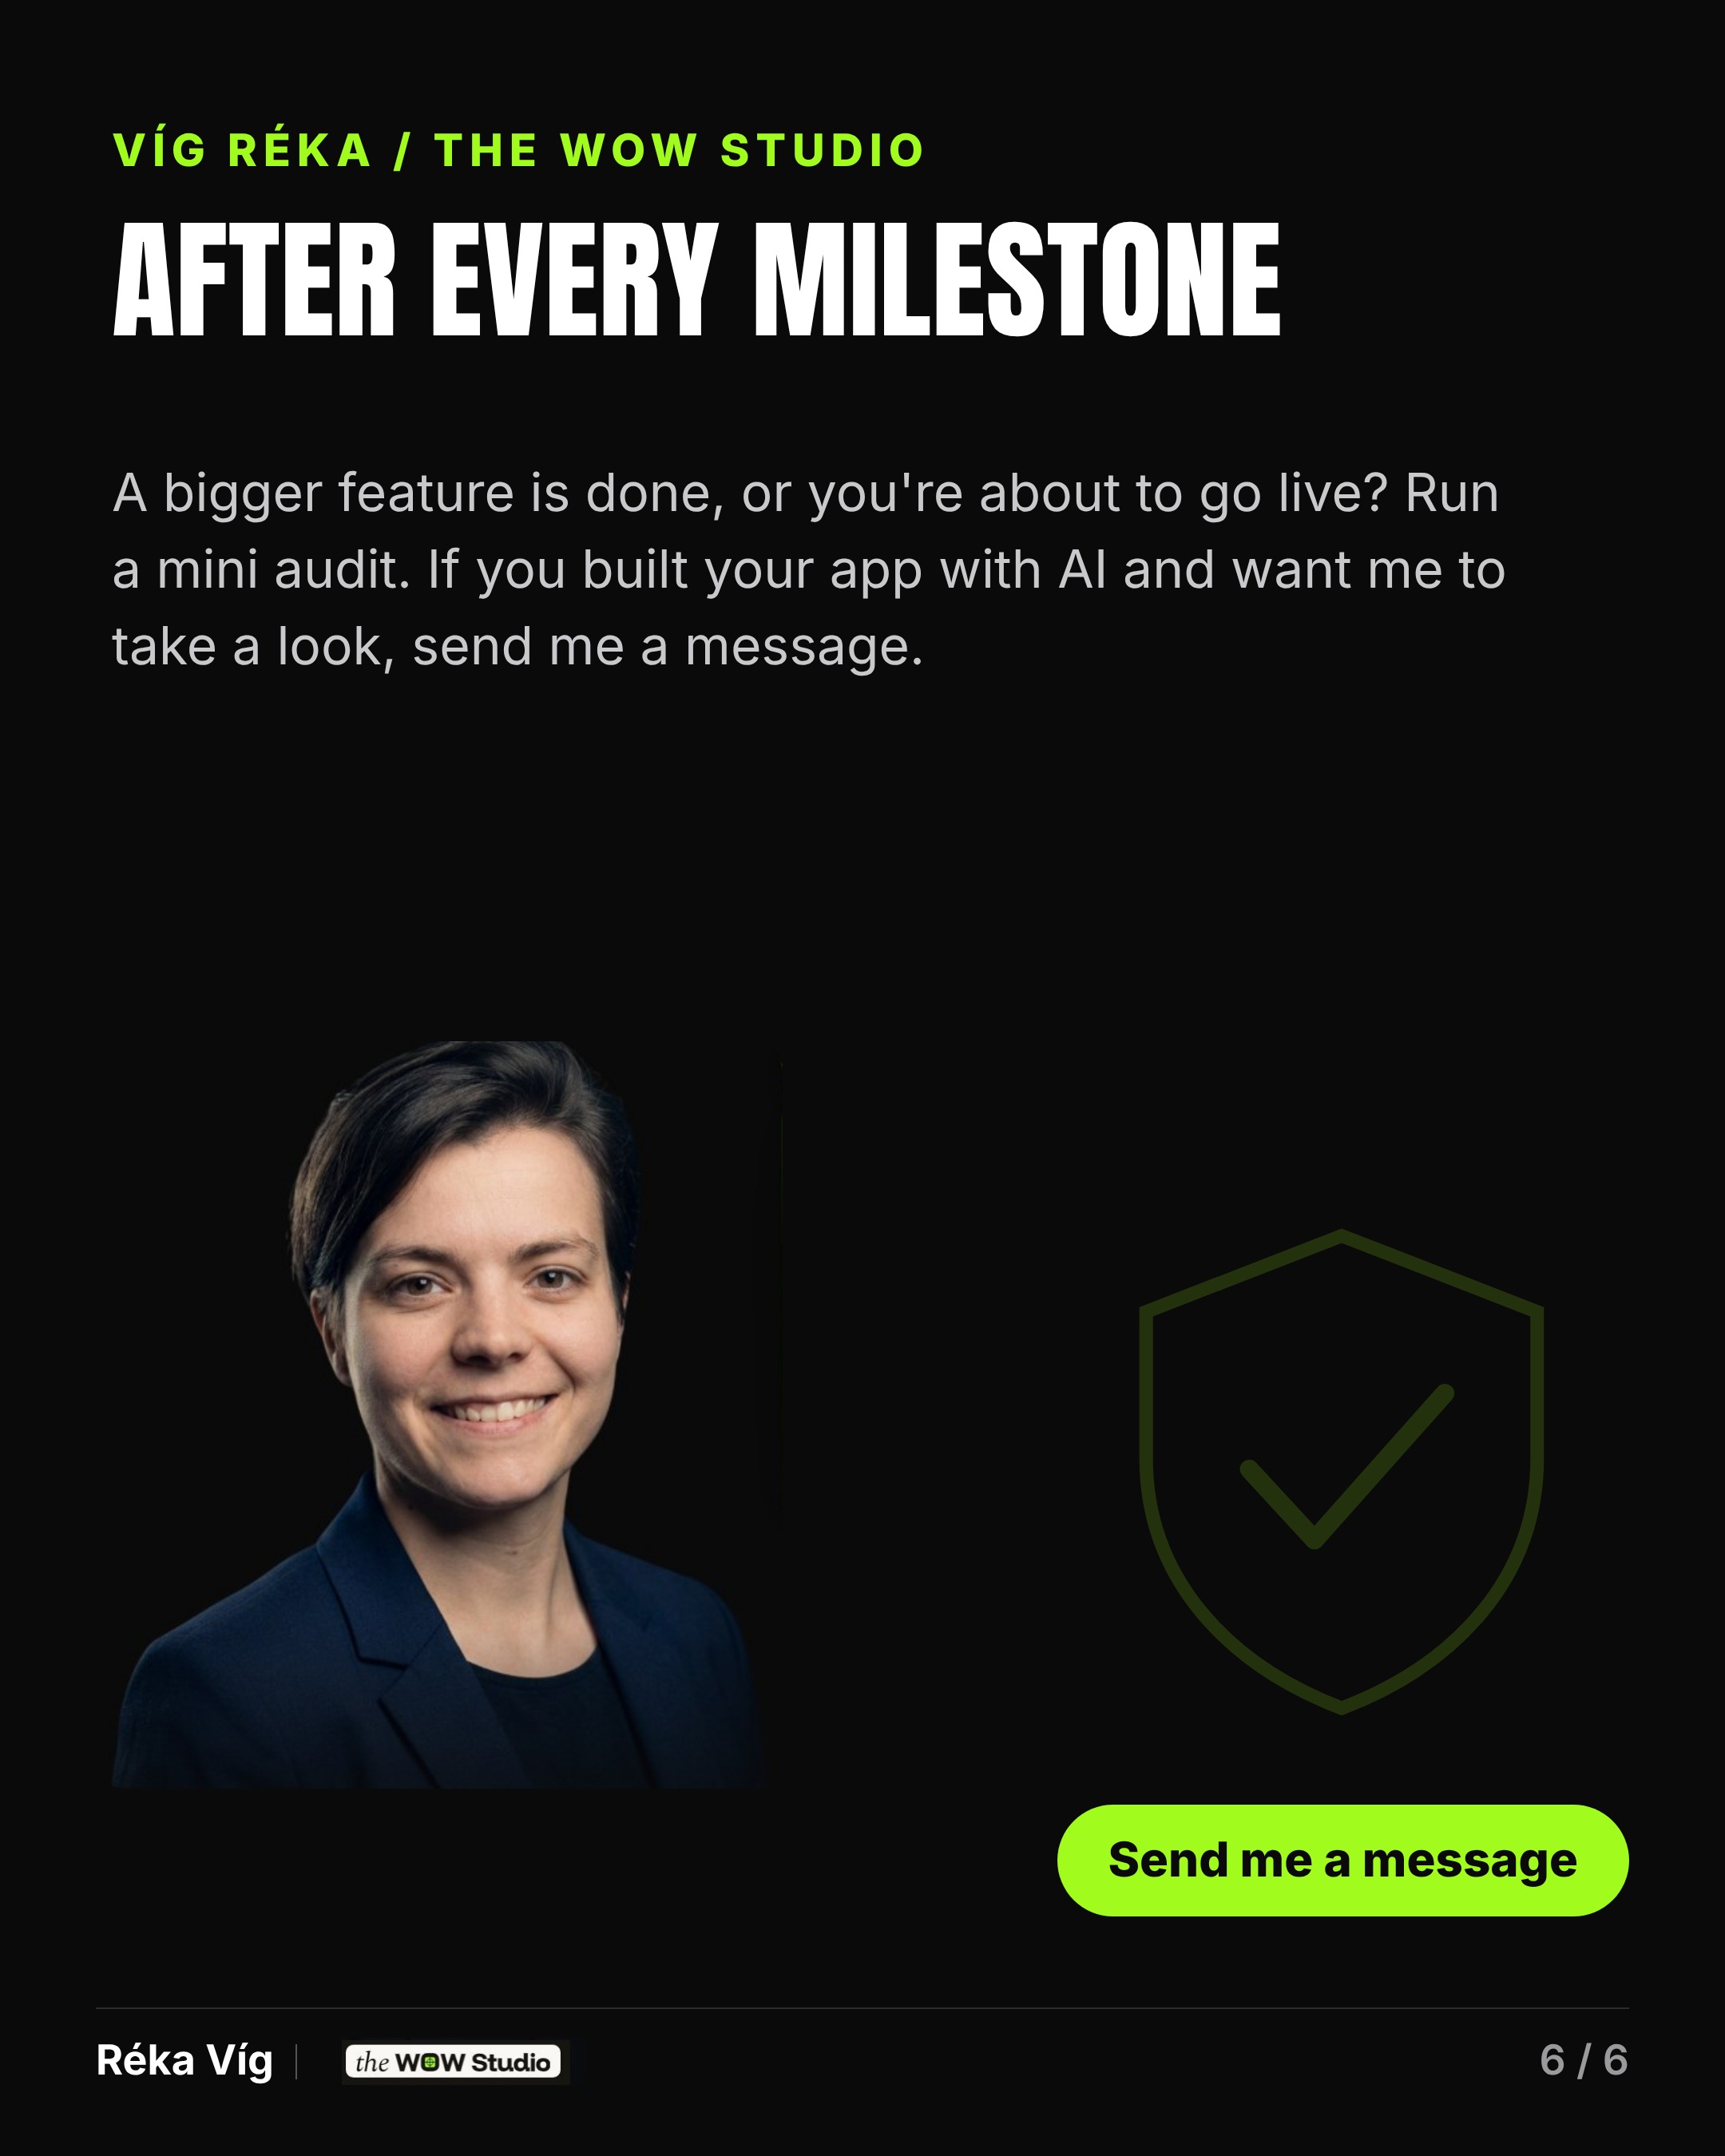 VÍG RÉKA / THE WOW STUDIO
AFTER EVERY MILESTONE
A bigger feature is done, or you're about to go live? Run
a mini audit. If you built your app with AI and want me to
take a look, send me a message.
Send me a message
Réka Víg
the WOW Studio
6 / 6